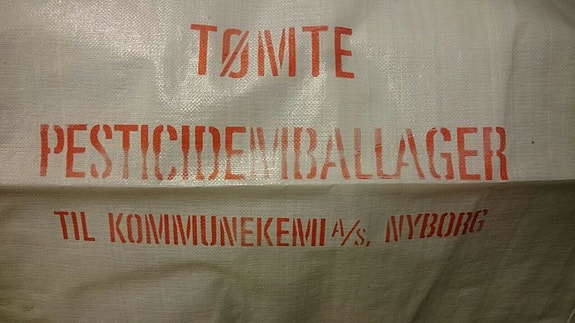 TØMTE
PESTICIDEMBALLAGER
TIL KOMMUNEKEMI A/S, NYBORG